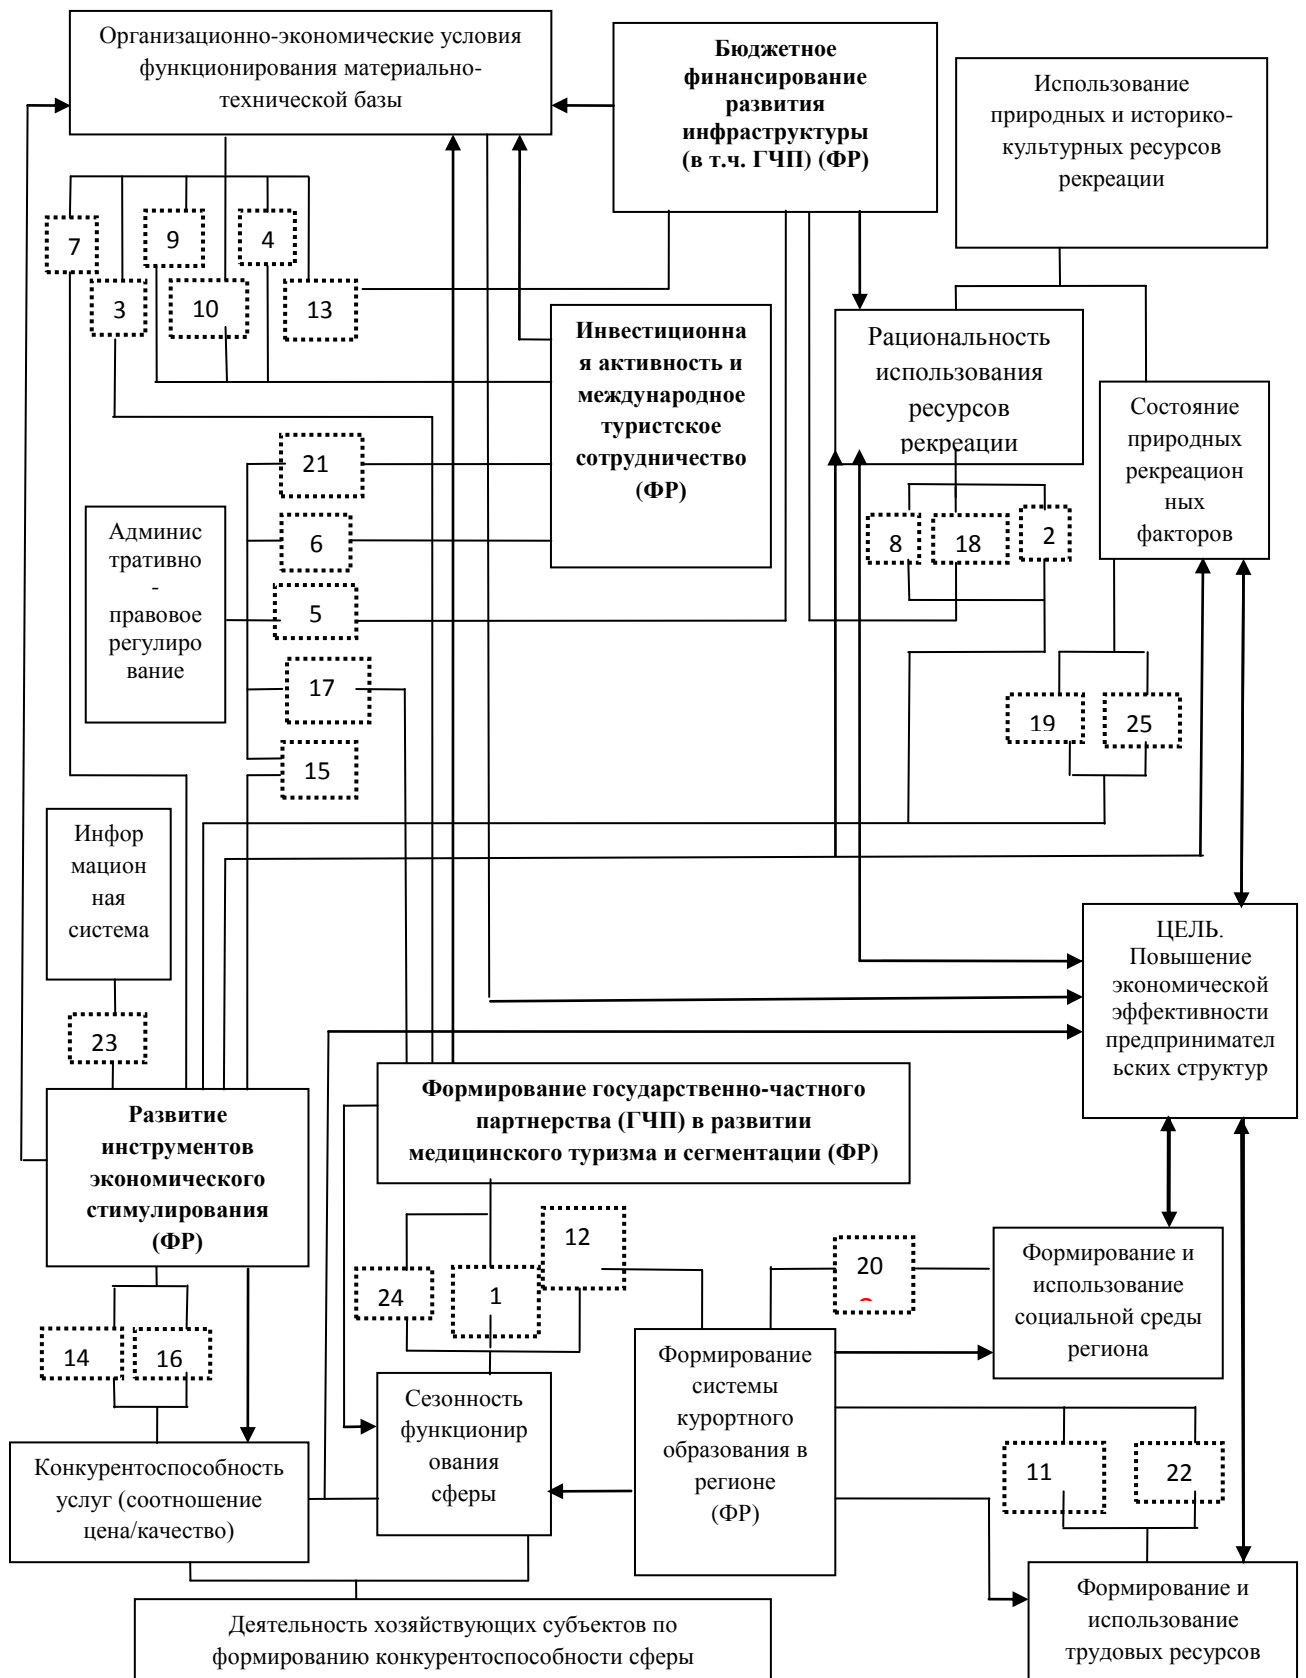 Организационно-экономические условия
функционирования материально-
технической базы
Бюджетное
финансирование
развития
инфраструктуры
(в т.ч. ГЧП) (ФР)
Использование
природных и историко-
культурных ресурсов
рекреации
7
9
4
3
10
13
Инвестиционна
я активность и
международное
туристское
сотрудничество
(ФР)
Рациональность
использования
ресурсов
рекреации
Состояние
природных
рекреацион
ных
факторов
21
6
5
17
15
Админис
тративно
-
правовое
регулиро
вание
8
18
2
19
25
Инфор
мацион
ная
система
23
ЦЕЛЬ.
Повышение
экономической
эффективности
предпринимател
ьских структур
Развитие
инструментов
экономического
стимулирования
(ФР)
Формирование государственно-частного
партнерства (ГЧП) в развитии
медицинского туризма и сегментации (ФР)
12
24
1
20
Формирование и
использование
социальной среды
региона
14
16
Формирование
системы
курортного
образования в
регионе
(ФР)
Сезонность
функционир
ования
сферы
11
22
Конкурентоспособность
услуг (соотношение
цена/качество)
Формирование и
использование
трудовых ресурсов
Деятельность хозяйствующих субъектов по
формированию конкурентоспособности сферы